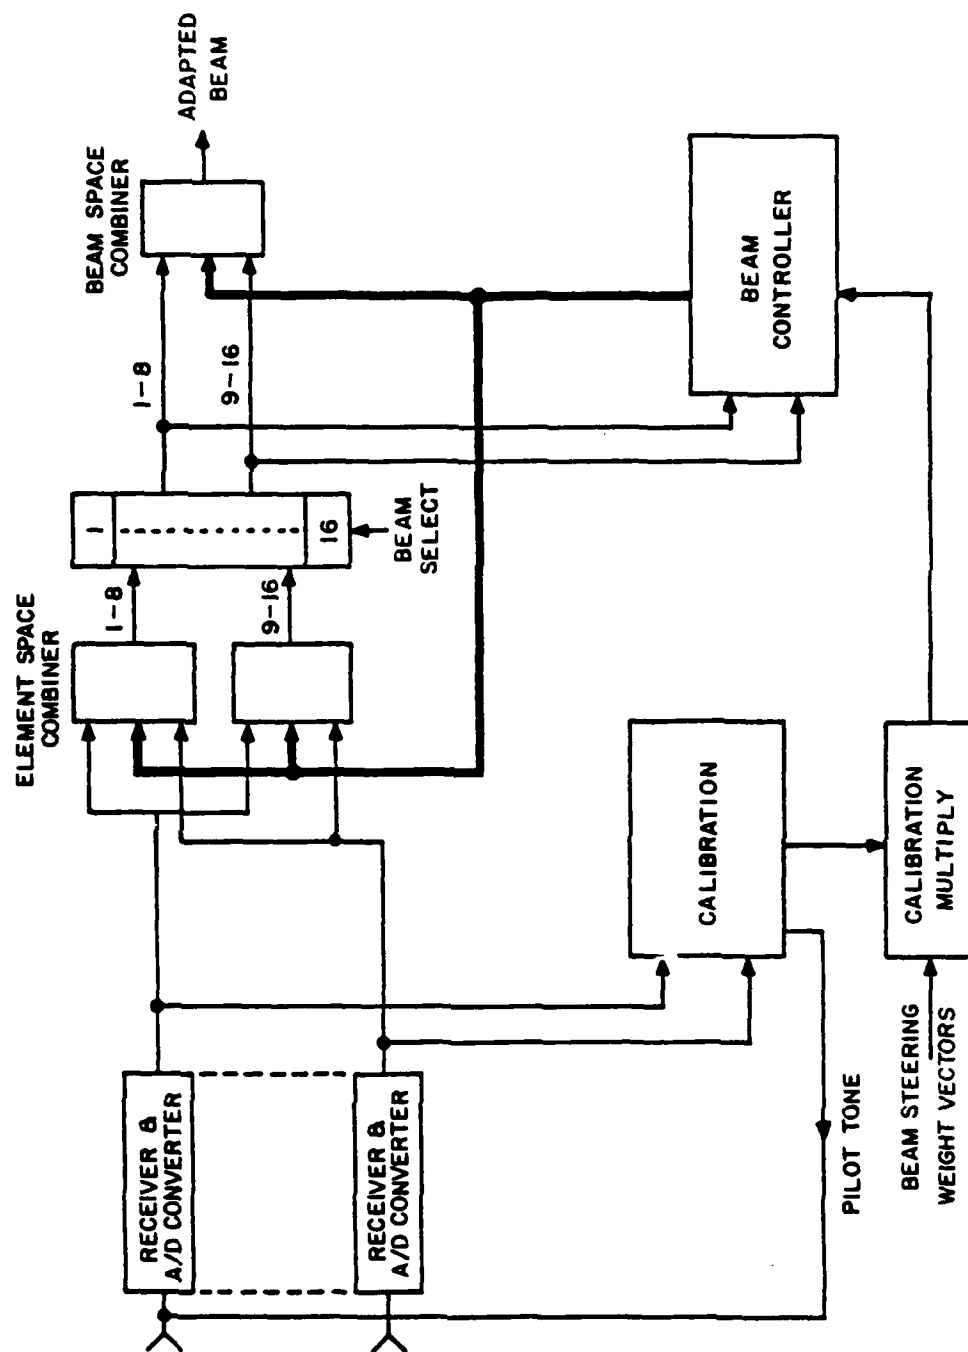 RECEIVER &
A/D CONVERTER
RECEIVER &
A/D CONVERTER
ELEMENT SPACE
COMBINER
1-8
9-16
1
16
BEAM
SELECT
1-8
9-16
BEAM SPACE
COMBINER
ADAPTED
BEAM
CALIBRATION
BEAM
CONTROLLER
PILOT TONE
BEAM STEERING
WEIGHT VECTORS
CALIBRATION
MULTIPLY